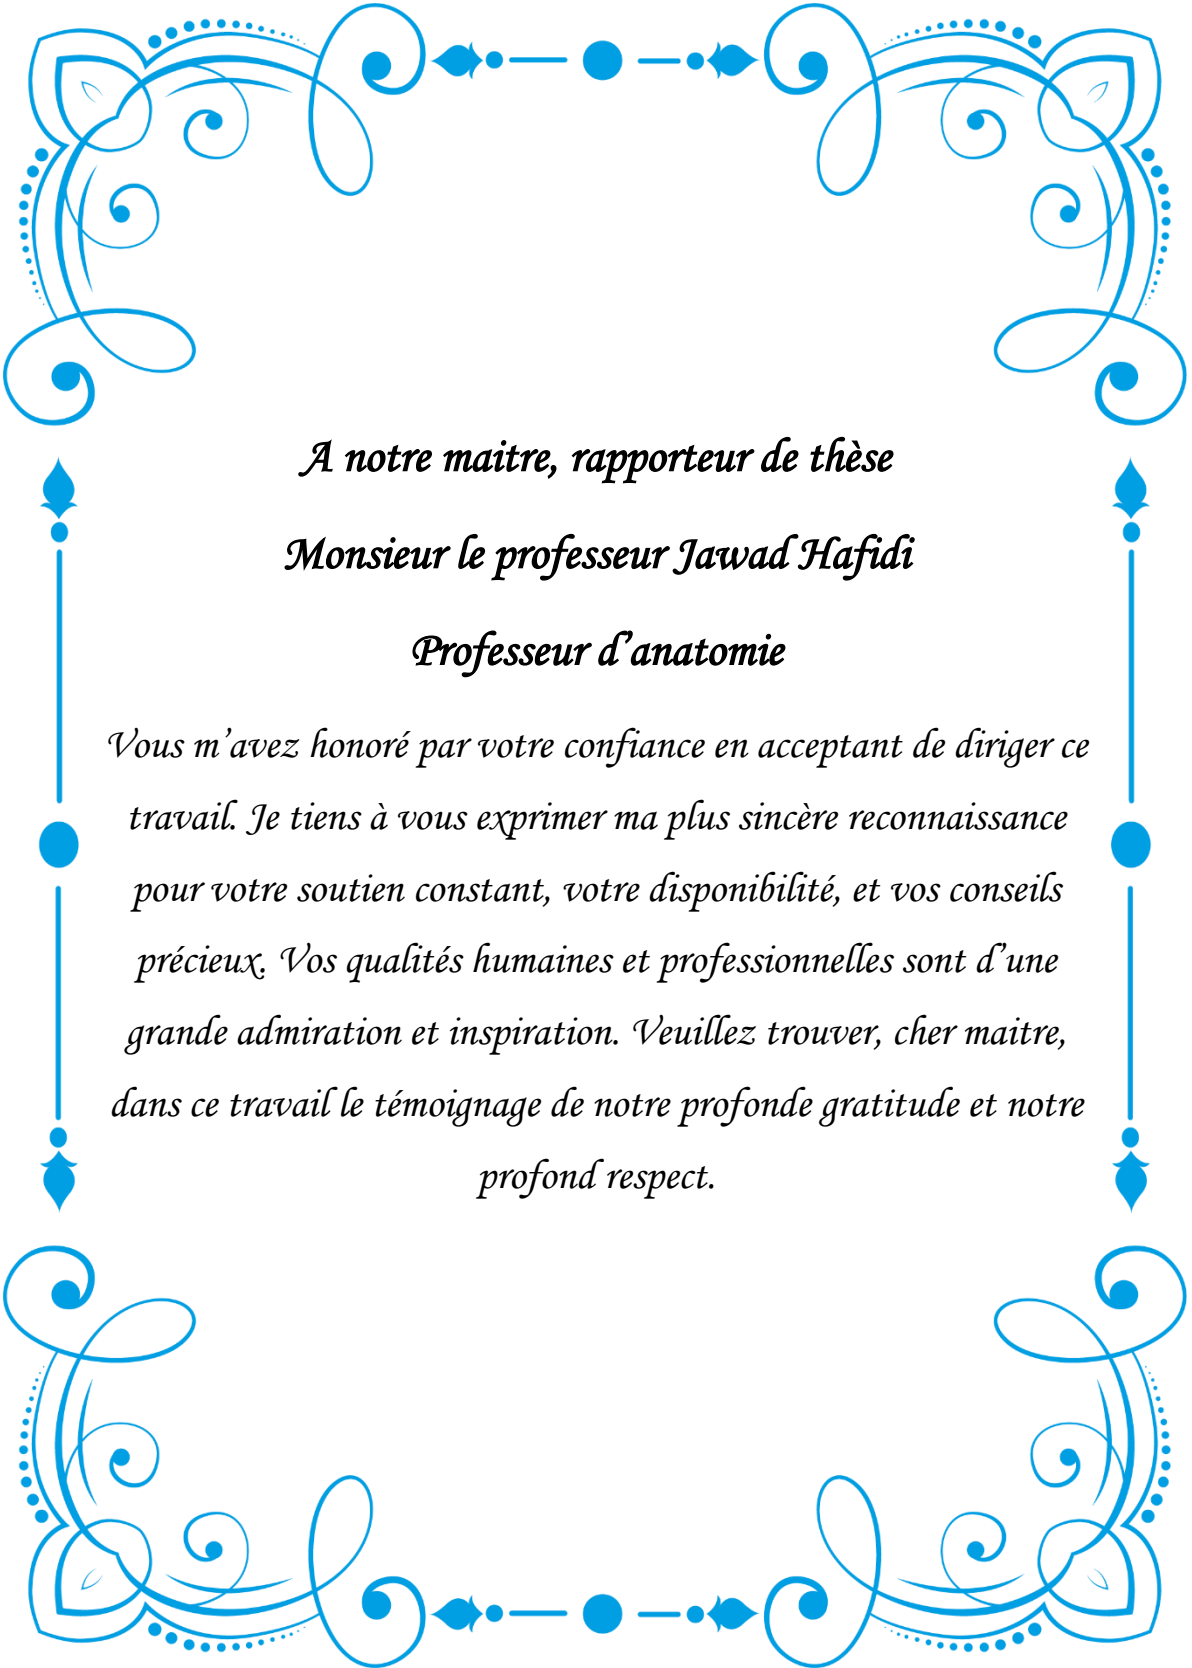 A notre maitre, rapporteur de thèse
Monsieur le professeur Jawad Hafidi
Professeur d’anatomie
Vous m’avez honoré par votre confiance en acceptant de diriger ce
travail. Je tiens à vous exprimer ma plus sincère reconnaissance
pour votre soutien constant, votre disponibilité, et vos conseils
précieux. Vos qualités humaines et professionnelles sont d’une
grande admiration et inspiration. Veuillez trouver, cher maitre,
dans ce travail le témoignage de notre profonde gratitude et notre
profond respect.